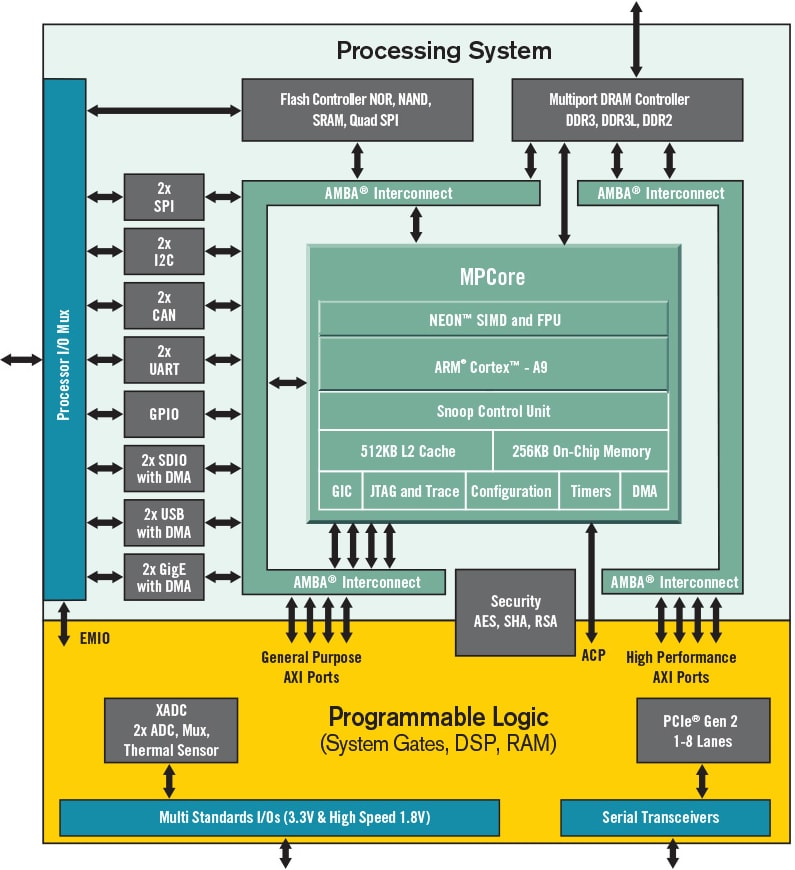 Processing System
Flash Controller NOR, NAND,
SRAM, Quad SPI
Multiport DRAM Controller
DDR3, DDR3L, DDR2
AMBA® Interconnect
AMBA® Interconnect
Processor I/O Mux
2x
SPI
2x
I2C
2x
CAN
2x
UART
GPIO
2x SDIO
with DMA
2x USB
with DMA
2x GigE
with DMA
MPCore
NEON™ SIMD and FPU
ARM® Cortex™ - A9
Snoop Control Unit
512KB L2 Cache
256KB On-Chip Memory
GIC
JTAG and Trace
Configuration
Timers
DMA
AMBA® Interconnect
Security
AES, SHA, RSA
AMBA® Interconnect
EMIO
General Purpose
AXI Ports
ACP
High Performance
AXI Ports
XADC
2x ADC, Mux,
Thermal Sensor
Programmable Logic
(System Gates, DSP, RAM)
PCIe® Gen 2
1-8 Lanes
Multi Standards I/Os (3.3V & High Speed 1.8V)
Serial Transceivers